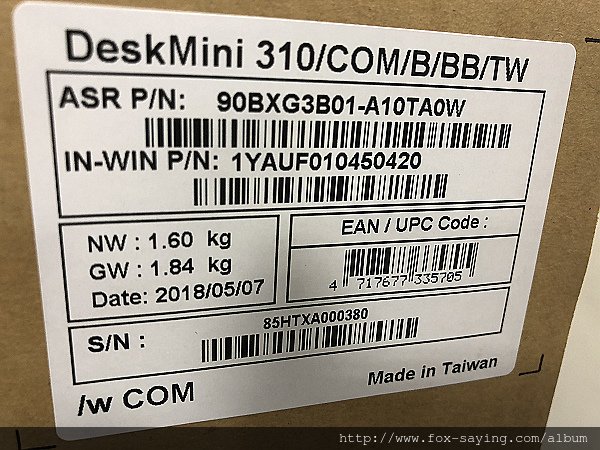 DeskMini 310/COM/B/BB/TW
ASR P/N: 90BXG3B01-A10TA0W
IN-WIN P/N: 1YAUF010450420
NW : 1.60 kg
GW : 1.84 kg
Date: 2018/05/07
EAN / UPC Code :
4 717677 335705
S/N :
85HTXA000380
/w COM
Made in Taiwan
http://www.fox-saying.com/album